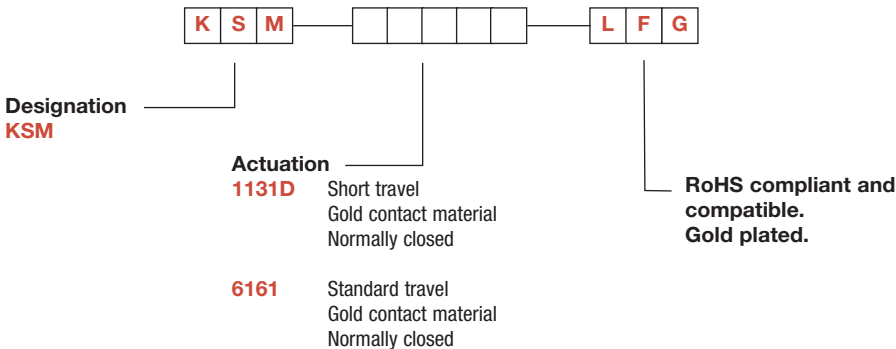 K S M L F G
Designation
KSM
Actuation
1131D Short travel
Gold contact material
Normally closed
6161 Standard travel
Gold contact material
Normally closed
RoHS compliant and
compatible.
Gold plated.